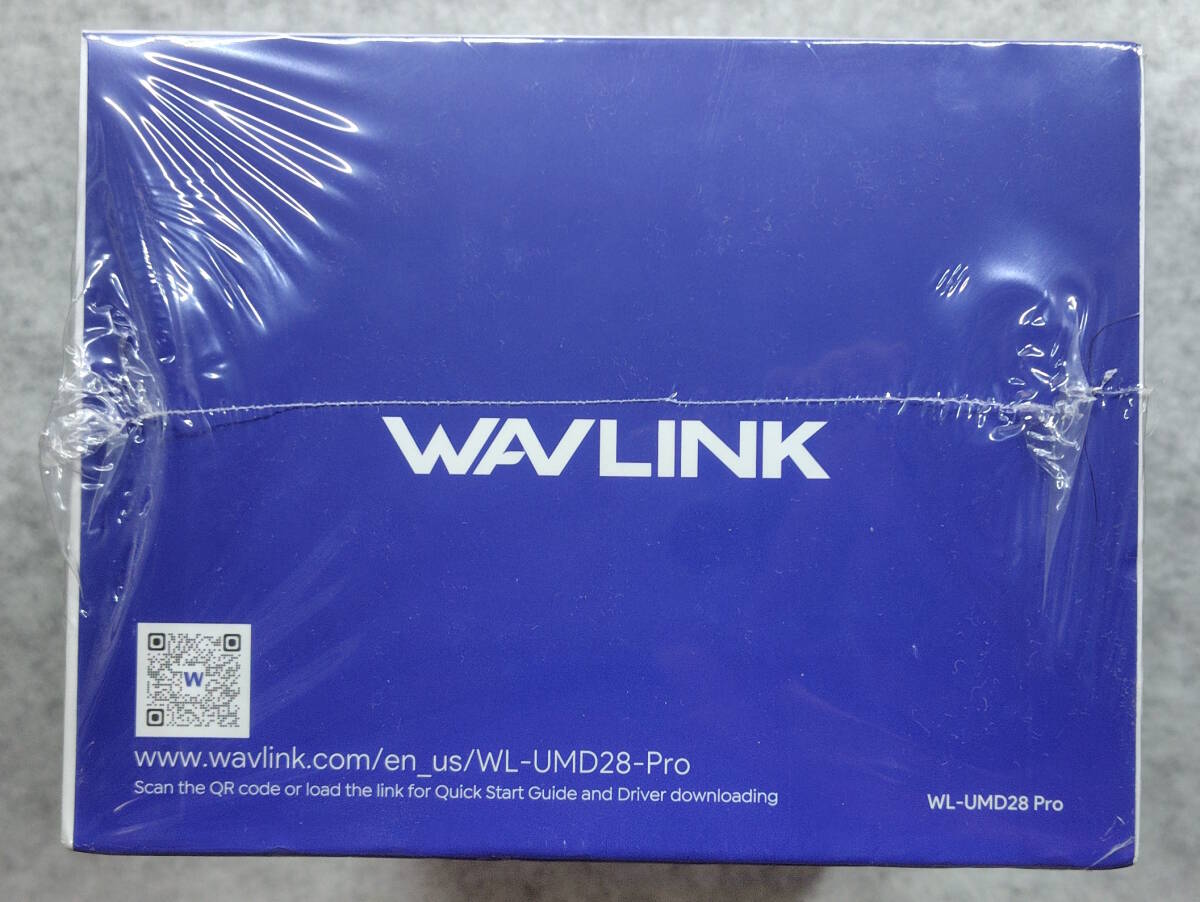 WAVLINK
W
www.wavlink.com/en_us/WL-UMD28-Pro
Scan the QR code or load the link for Quick Start Guide and Driver downloading
WL-UMD28 Pro